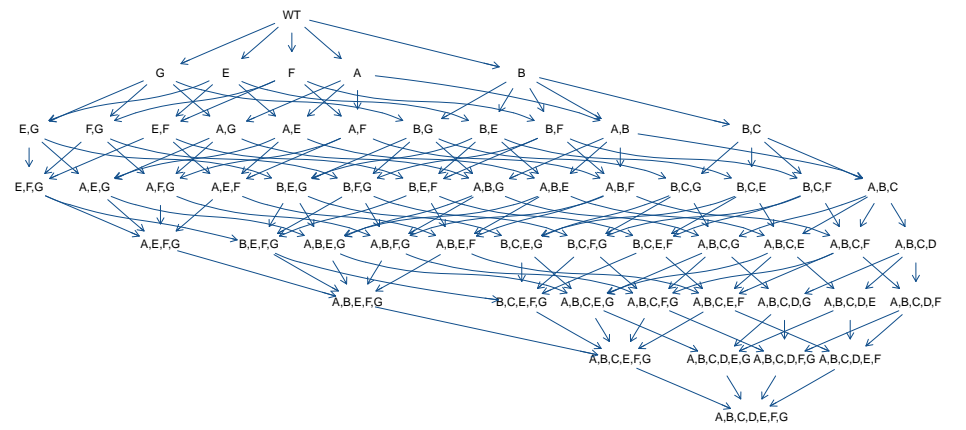 WT
G E F A B
E,G F,G E,F A,G A,E A,F B,G B,E B,F A,B B,C
E,F,G A,E,G A,F,G A,E,F B,E,G B,F,G B,E,F A,B,G A,B,E A,B,F B,C,G B,C,E B,C,F A,B,C
A,E,F,G B,E,F,G A,B,E,G A,B,F,G A,B,E,F B,C,E,G B,C,F,G B,C,E,F A,B,C,G A,B,C,E A,B,C,F A,B,C,D
A,B,E,F,G B,C,E,F,G A,B,C,E,G A,B,C,F,G A,B,C,E,F A,B,C,D,G A,B,C,D,E A,B,C,D,F
A,B,C,E,F,G A,B,C,D,E,G A,B,C,D,F,G A,B,C,D,E,F
A,B,C,D,E,F,G